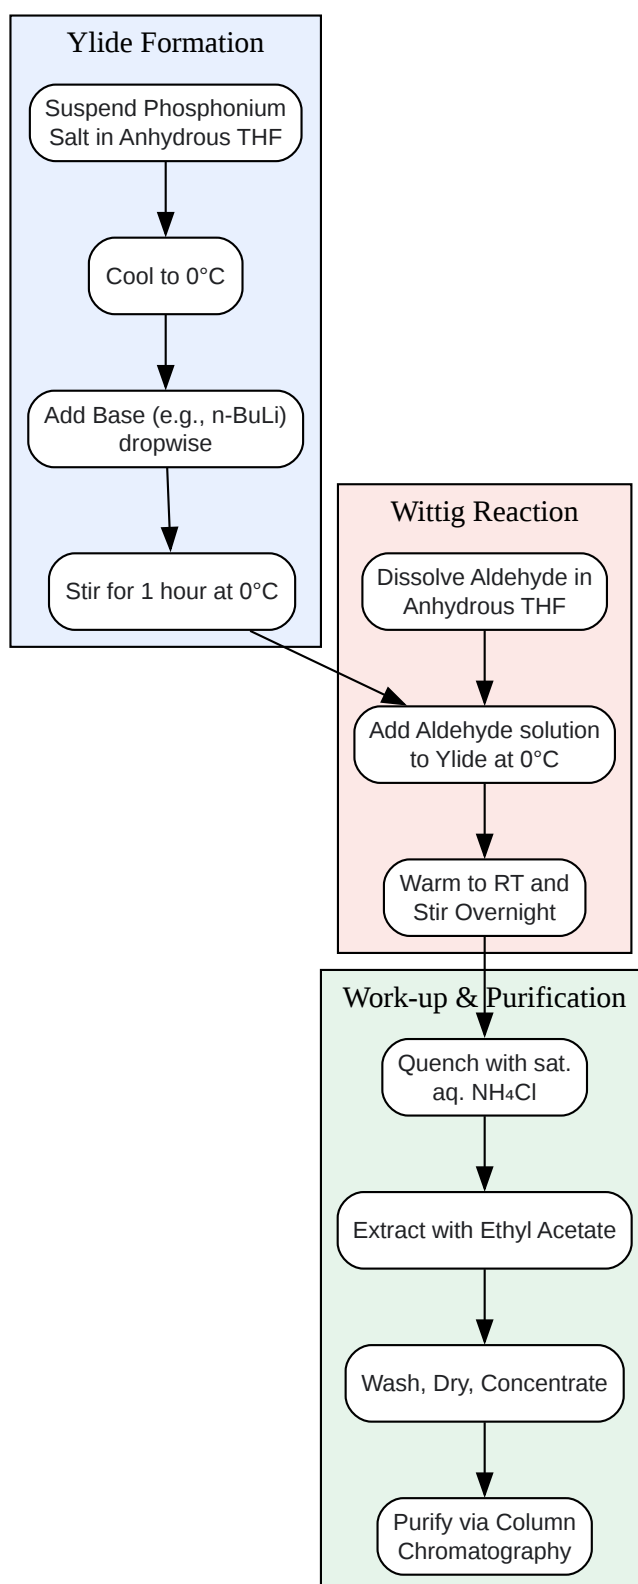 Ylide Formation
Suspend Phosphonium
Salt in Anhydrous THF
Cool to 0°C
Add Base (e.g., n-BuLi)
dropwise
Stir for 1 hour at 0°C
Wittig Reaction
Dissolve Aldehyde in
Anhydrous THF
Add Aldehyde solution
to Ylide at 0°C
Warm to RT and
Stir Overnight
Work-up & Purification
Quench with sat.
aq. NH₄Cl
Extract with Ethyl Acetate
Wash, Dry, Concentrate
Purify via Column
Chromatography